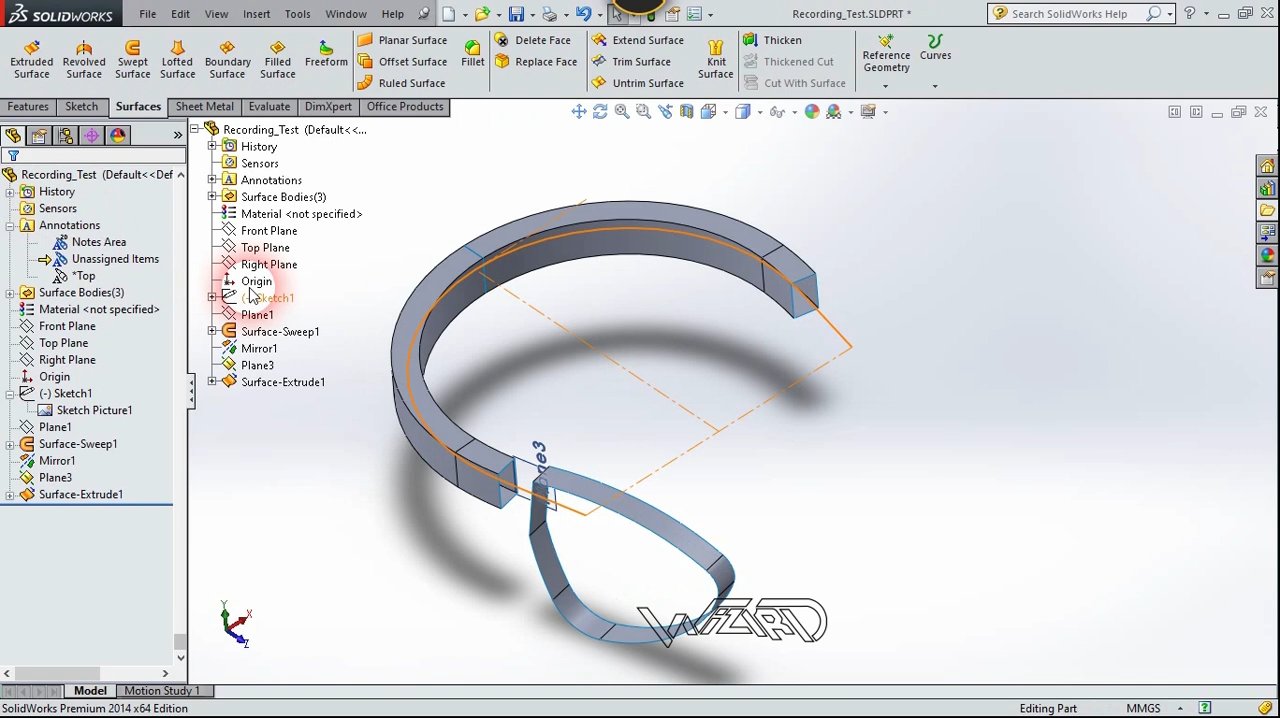 SOLIDWORKS File Edit View Insert Tools Window Help Recording_Test.SLDPRT * Search SolidWorks Help
Extruded Surface
Revolved Surface
Swept Surface
Lofted Surface
Boundary Surface
Filled Surface
Freeform
Planar Surface
Offset Surface
Ruled Surface
Fillet
Delete Face
Replace Face
Extend Surface
Trim Surface
Untrim Surface
Knit Surface
Thicken
Thickened Cut
Cut With Surface
Reference Geometry
Curves
Features Sketch Surfaces Sheet Metal Evaluate DimXpert Office Products
Recording_Test (Default<<Def
History
Sensors
Annotations
Notes Area
Unassigned Items
*Top
Surface Bodies(3)
Material <not specified>
Front Plane
Top Plane
Right Plane
Origin
(-) Sketch1
Sketch Picture1
Plane1
Surface-Sweep1
Mirror1
Plane3
Surface-Extrude1
Recording_Test (Default<<...
History
Sensors
Annotations
Surface Bodies(3)
Material <not specified>
Front Plane
Top Plane
Right Plane
Origin
(-) Sketch1
Plane1
Surface-Sweep1
Mirror1
Plane3
Surface-Extrude1
WIZARD
Y
X
Z
Model Motion Study 1
SolidWorks Premium 2014 x64 Edition Editing Part MMGS